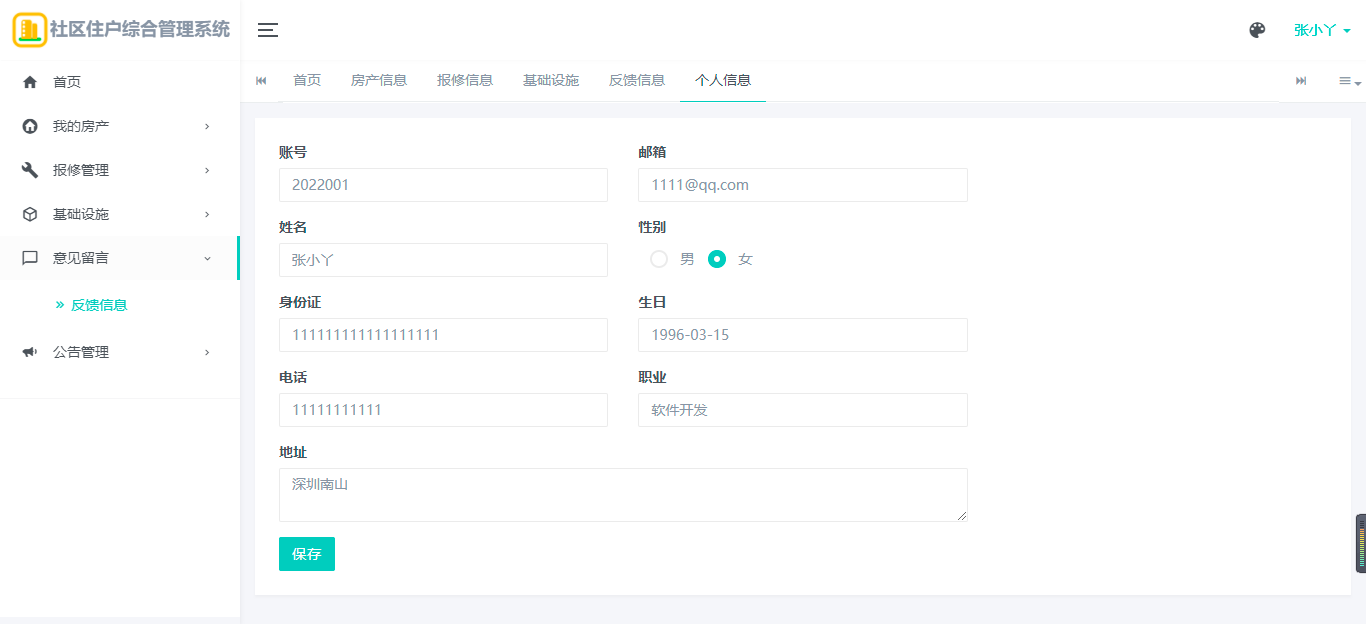 社区住户综合管理系统
张小丫
首页
我的房产
报修管理
基础设施
意见留言
» 反馈信息
公告管理
首页 房产信息 报修信息 基础设施 反馈信息 个人信息
账号 邮箱
2022001 1111@qq.com
姓名 性别
张小丫 男 女
身份证 生日
111111111111111111 1996-03-15
电话 职业
11111111111 软件开发
地址
深圳南山
保存